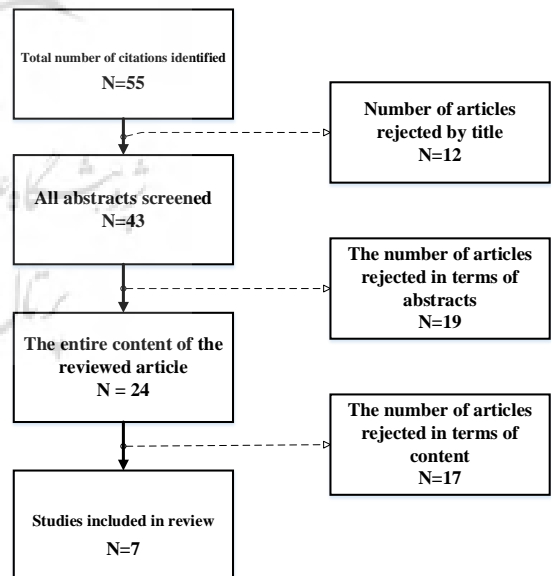 Total number of citations identified
N=55
Number of articles
rejected by title
N=12
All abstracts screened
N=43
The number of articles
rejected in terms of
abstracts
N=19
The entire content of the
reviewed article
N = 24
The number of articles
rejected in terms of
content
N=17
Studies included in review
N=7